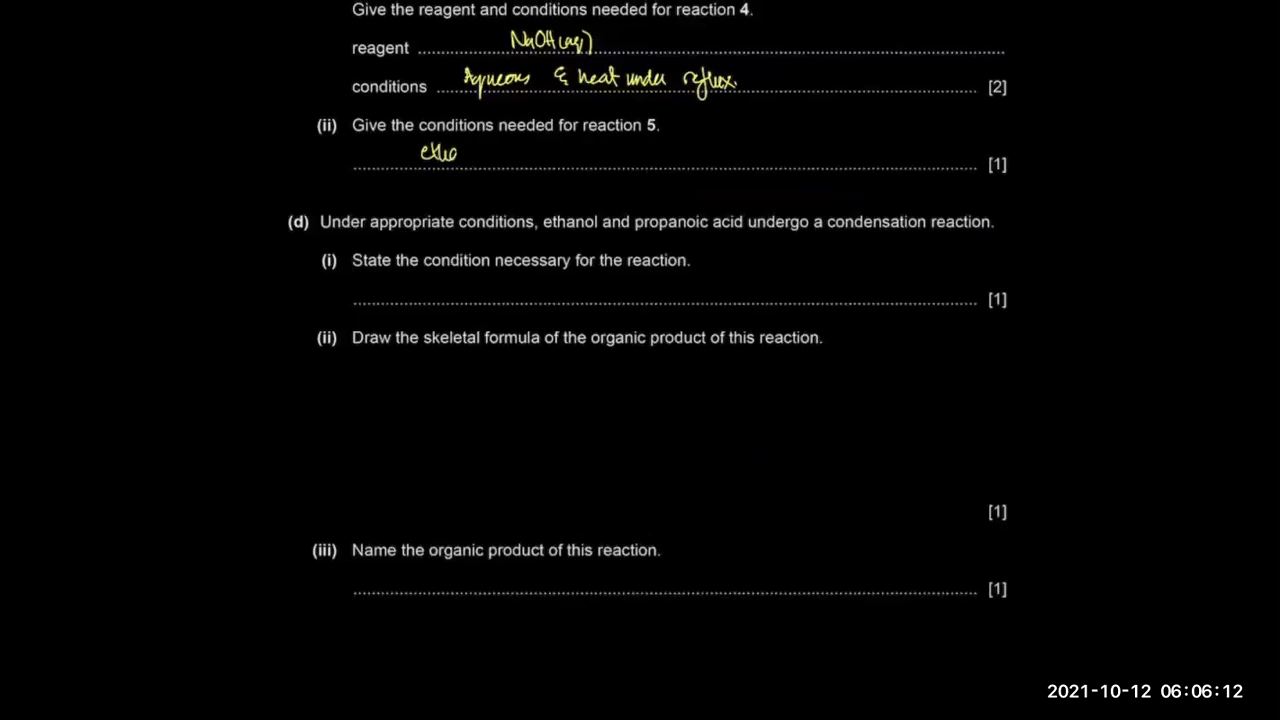 Give the reagent and conditions needed for reaction 4.
reagent NaOH(aq)
conditions Aqueous & heat under reflux. [2]
(ii) Give the conditions needed for reaction 5.
etha [1]
(d) Under appropriate conditions, ethanol and propanoic acid undergo a condensation reaction.
(i) State the condition necessary for the reaction.
[1]
(ii) Draw the skeletal formula of the organic product of this reaction.
[1]
(iii) Name the organic product of this reaction.
[1]
2021-10-12 06:06:12